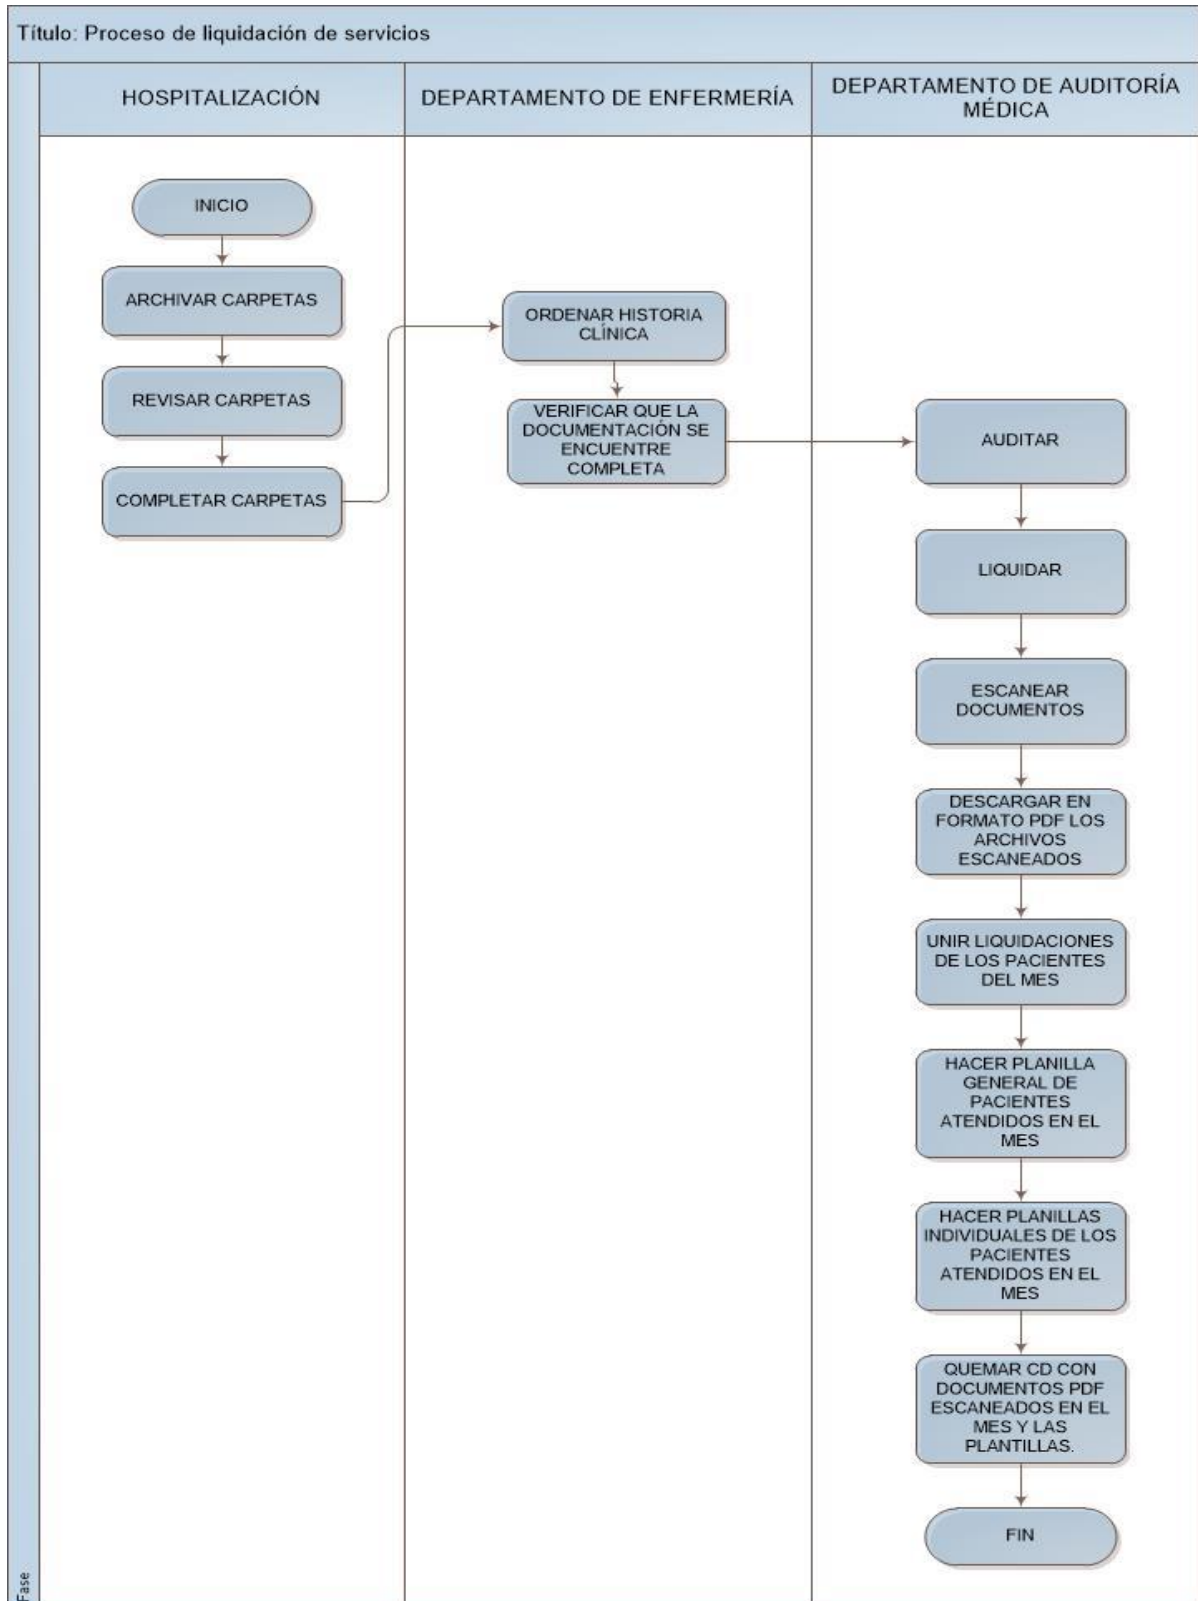 Título: Proceso de liquidación de servicios
HOSPITALIZACIÓN
DEPARTAMENTO DE ENFERMERÍA
DEPARTAMENTO DE AUDITORÍA
MÉDICA
INICIO
ARCHIVAR CARPETAS
REVISAR CARPETAS
COMPLETAR CARPETAS
ORDENAR HISTORIA
CLÍNICA
VERIFICAR QUE LA
DOCUMENTACIÓN SE
ENCUENTRE
COMPLETA
AUDITAR
LIQUIDAR
ESCANEAR
DOCUMENTOS
DESCARGAR EN
FORMATO PDF LOS
ARCHIVOS
ESCANEADOS
UNIR LIQUIDACIONES
DE LOS PACIENTES
DEL MES
HACER PLANILLA
GENERAL DE
PACIENTES
ATENDIDOS EN EL
MES
HACER PLANILLAS
INDIVIDUALES DE LOS
PACIENTES
ATENDIDOS EN EL
MES
QUEMAR CD CON
DOCUMENTOS PDF
ESCANEADOS EN EL
MES Y LAS
PLANTILLAS.
FIN
Fase